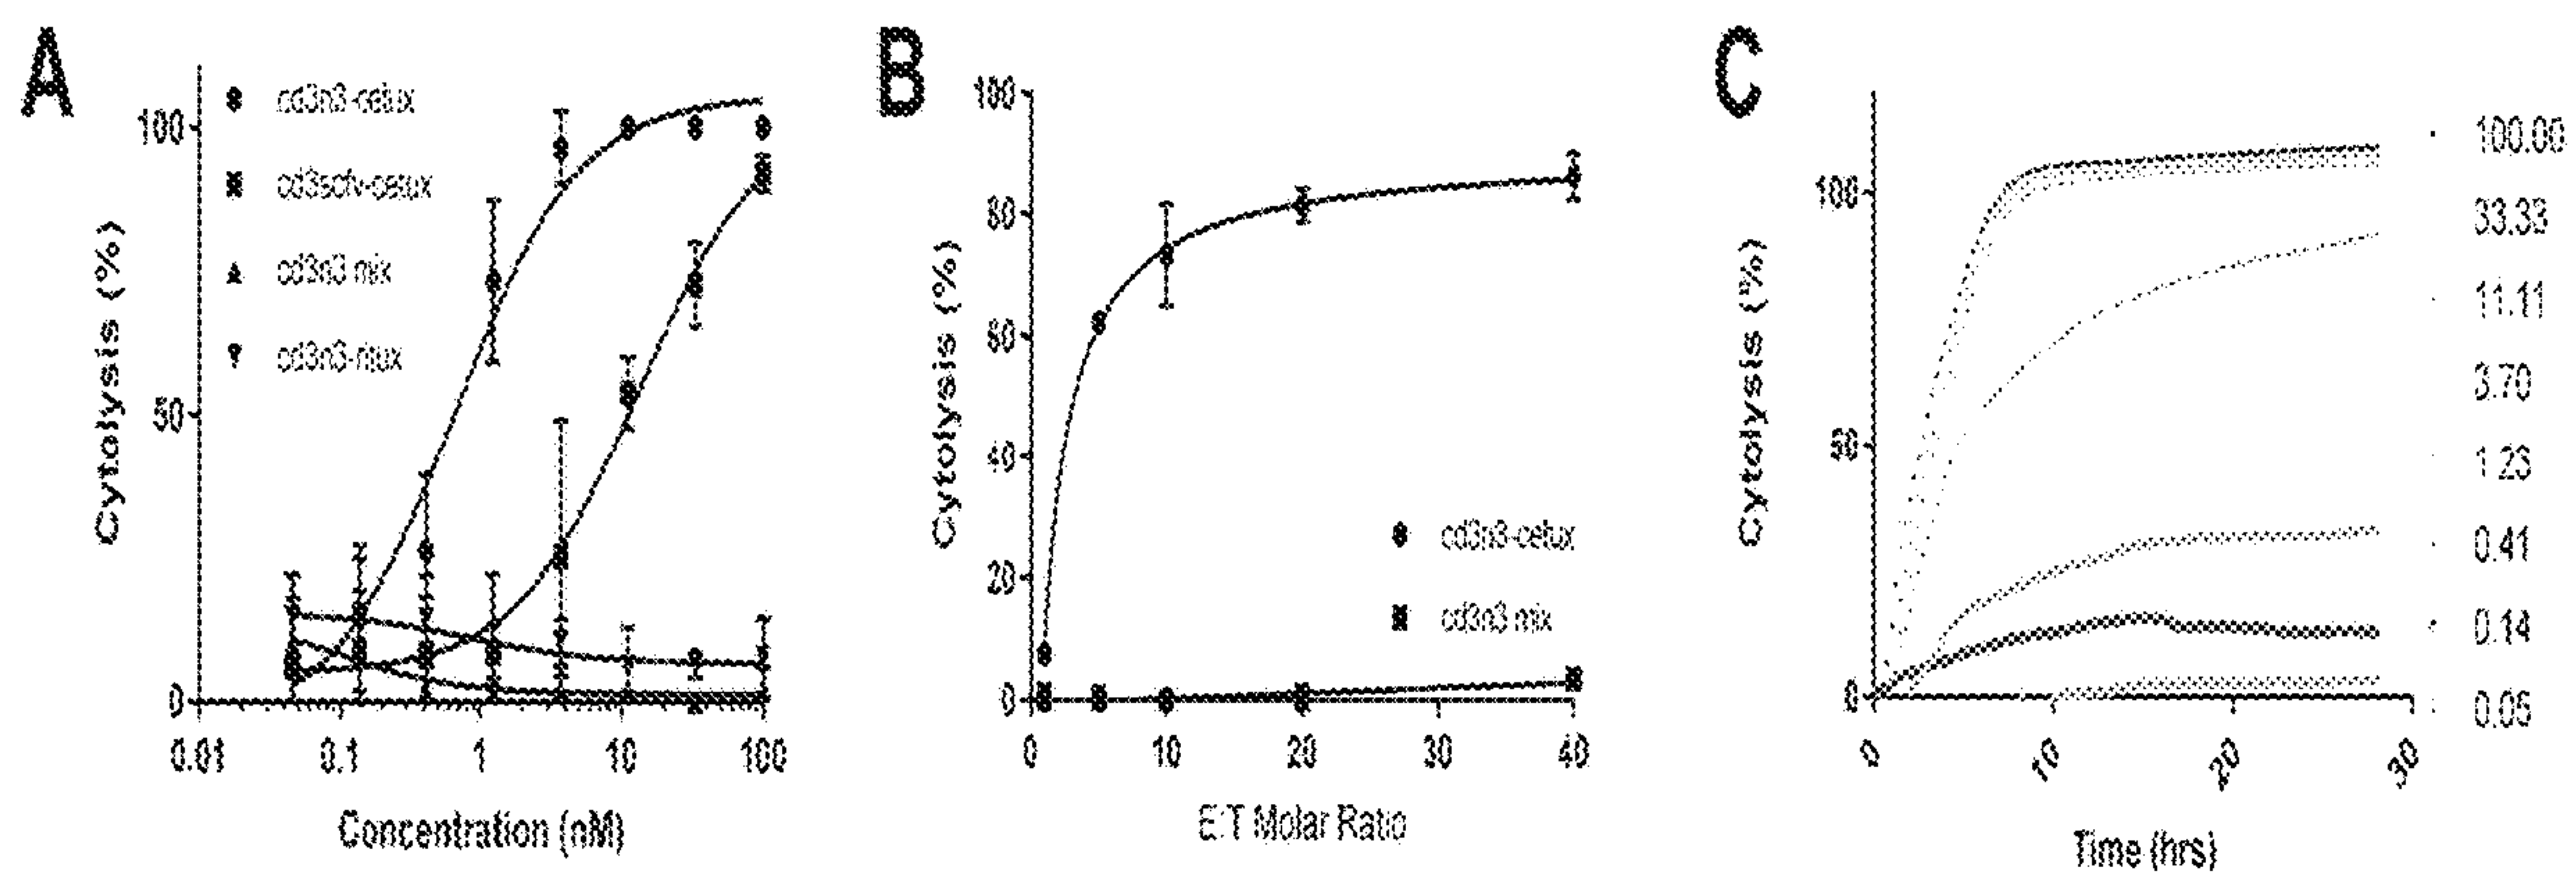 A
cd3n3-cetux
cd3scfv-cetux
cd3n3 mix
cd3n3-ritux
100
50
0
Cytolysis (%)
0.01 0.1 1 10 100
Concentration (nM)
B
100
80
60
40
20
0
Cytolysis (%)
cd3n3-cetux
cd3n3 mix
0 10 20 30 40
E:T Molar Ratio
C
100
50
0
Cytolysis (%)
0 10 20 30
Time (hrs)
100.00
33.33
11.11
3.70
1.23
0.41
0.14
0.05